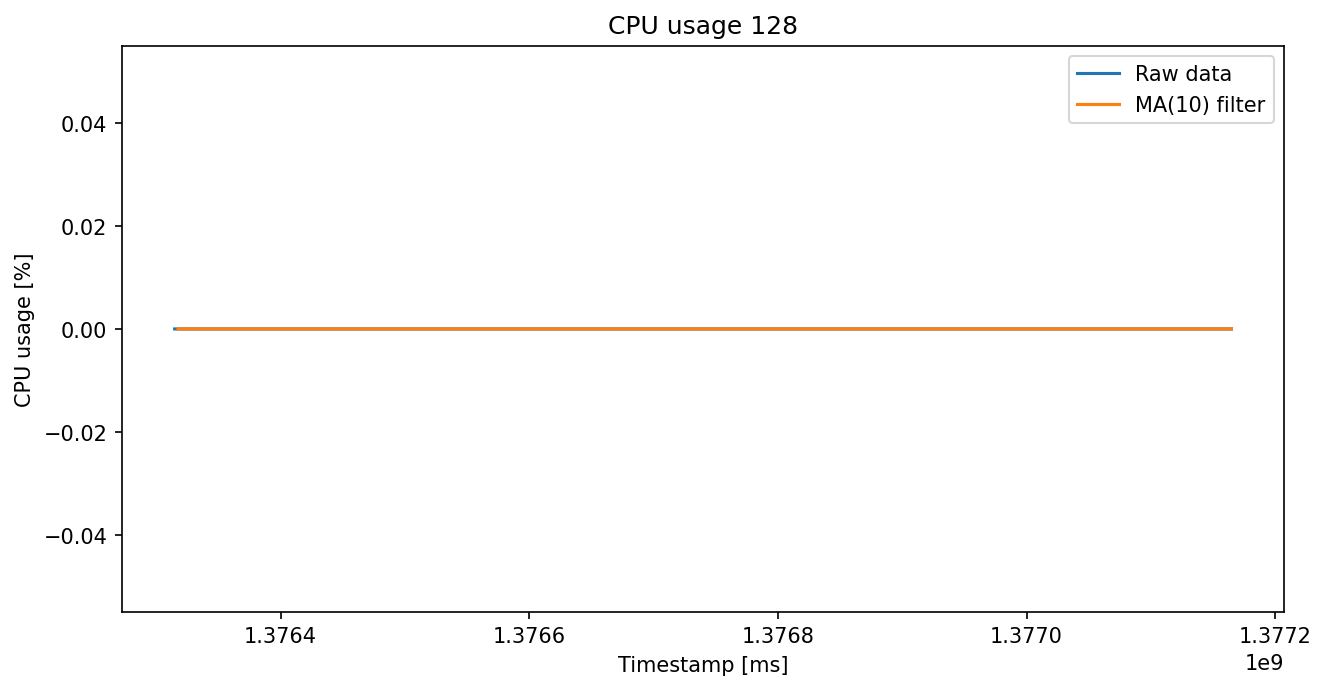 CPU usage 128
Raw data
MA(10) filter
0.04
0.02
0.00
−0.02
−0.04
CPU usage [%]
1.3764 1.3766 1.3768 1.3770 1.3772
1e9
Timestamp [ms]